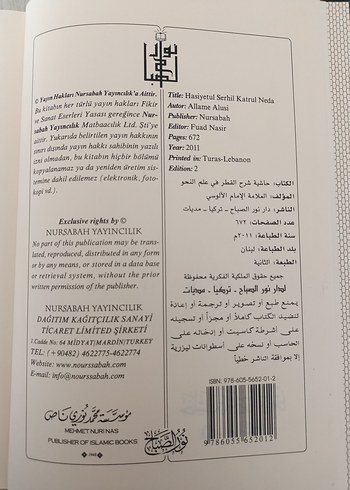 © Yayın Hakları Nursabah Yayıncılık'a Aittir.
Bu kitabın her türlü yayın hakları Fikir
ve Sanat Eserleri Yasası gereğince Nur-
sabah Yayıncılık Matbaacılık Ltd. Şti'ye
aittir. Yukarıda belirtilen yayın hakkının
sınırı dışında yayın hakkı sahibinin yazılı
izni olmadan, bu kitabın hiçbir bölümü
kopyalanamaz ya da yeniden üretim sis-
temine dahil edilemez (elektronik, foto-
kopi vd.).
Exclusive rights by ©
NURSABAH YAYINCILIK
No part of this publication may be trans-
lated, reproduced, distributed in any form
or by any means, or stored in a data base
or retrieval system, without the prior
written permission of the publisher.
NURSABAH YAYINCILIK
DAĞITIM KAĞITÇILIK SANAYİ
TİCARET LİMİTED ŞİRKETİ
1.Cadde No: 64 MİDYAT(MARDİN)/TURKEY
TEL: (+90482) 4622775-4622774
Website: www.nourssabah.com
E-mail: info@nourssabah.com
مؤسسة محمد نوري ناص
MEHMET NURİ NAS
PUBLISHER OF ISLAMIC BOOKS
نور الصباح
Title: Hasiyetul Serhil Katrul Neda
Autor: Allame Alusi
Publisher: Nursabah
Editor: Fuad Nasir
Pages: 672
Year: 2011
Printed in: Turas-Lebanon
Edition: 2
الكتاب: حاشية شرح القطر في علم النحو
المؤلف: العلامة الإمام الألوسي
الناشر: دار نور الصباح ـ تركيا ـ مديات
عدد الصفحات: ٦٧٢
سنة الطباعة: ٢٠١١م
بلد الطباعة: لبنان
الطبعة: الثانية
جميع حقوق الملكية الفكرية محفوظة
لدار نور الصباح ـ تركيا ـ مديات
يمنع طبع أو تصوير أو ترجمة أو إعادة
تنضيد الكتاب كاملاً أو مجزأ أو تسجيله
على أشرطة كاسيت أو إدخاله على
الحاسب أو نسخه على أسطوانات ليزرية
إلا بموافقة الناشر خطياً
ISBN: 978-605-5652-01-2
9 786055 652012